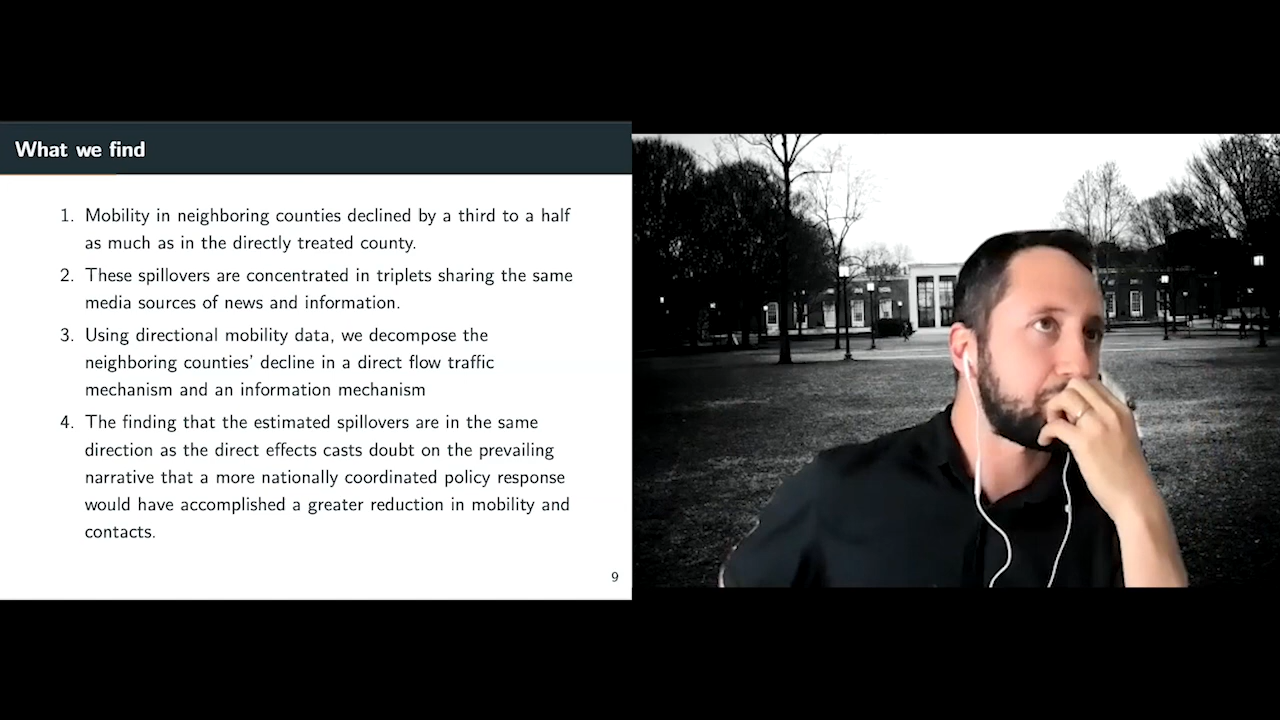 What we find
1. Mobility in neighboring counties declined by a third to a half
as much as in the directly treated county.
2. These spillovers are concentrated in triplets sharing the same
media sources of news and information.
3. Using directional mobility data, we decompose the
neighboring counties' decline in a direct flow traffic
mechanism and an information mechanism
4. The finding that the estimated spillovers are in the same
direction as the direct effects casts doubt on the prevailing
narrative that a more nationally coordinated policy response
would have accomplished a greater reduction in mobility and
contacts.
9